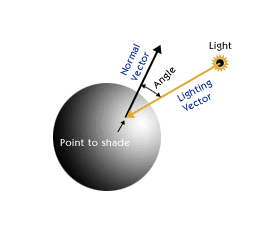 Light
Normal
Vector
Angle
Lighting
Vector
Point to shade